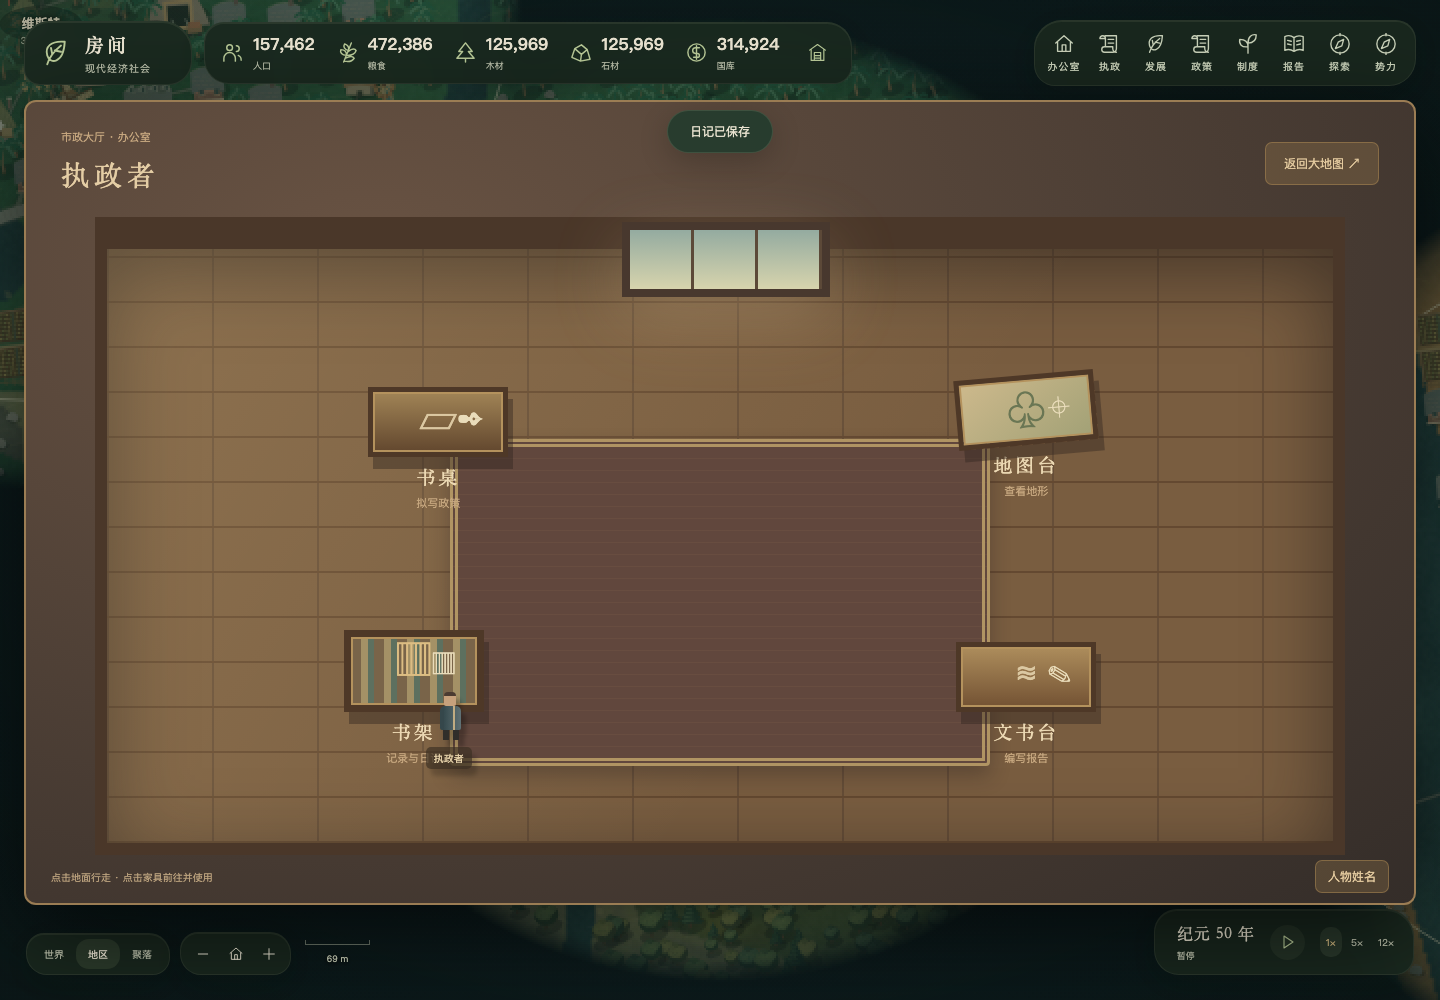 维斯特
房间
现代经济社会
157,462
人口
472,386
粮食
125,969
木材
125,969
石材
314,924
国库
办公室
执政
发展
政策
制度
报告
探索
势力
市政大厅 · 办公室
执政者
日记已保存
返回大地图 ↗
书桌
拟写政策
地图台
查看地形
书架
记录与日
执政者
文书台
编写报告
点击地面行走 · 点击家具前往并使用
人物姓名
世界
地区
聚落
69 m
纪元 50 年
暂停
1×
5×
12×